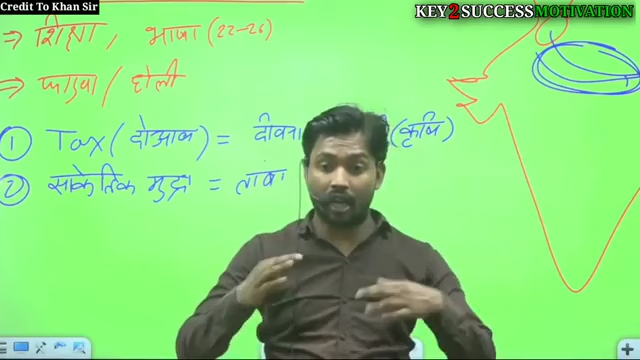 Credit To Khan Sir
KEY2SUCCESSMOTIVATION
⇒ शिक्षा, भाषा (22-26)
⇒ / होली
① Tax (दोआब) = (कृषि)
② सांकेतिक मुद्रा = तांबा